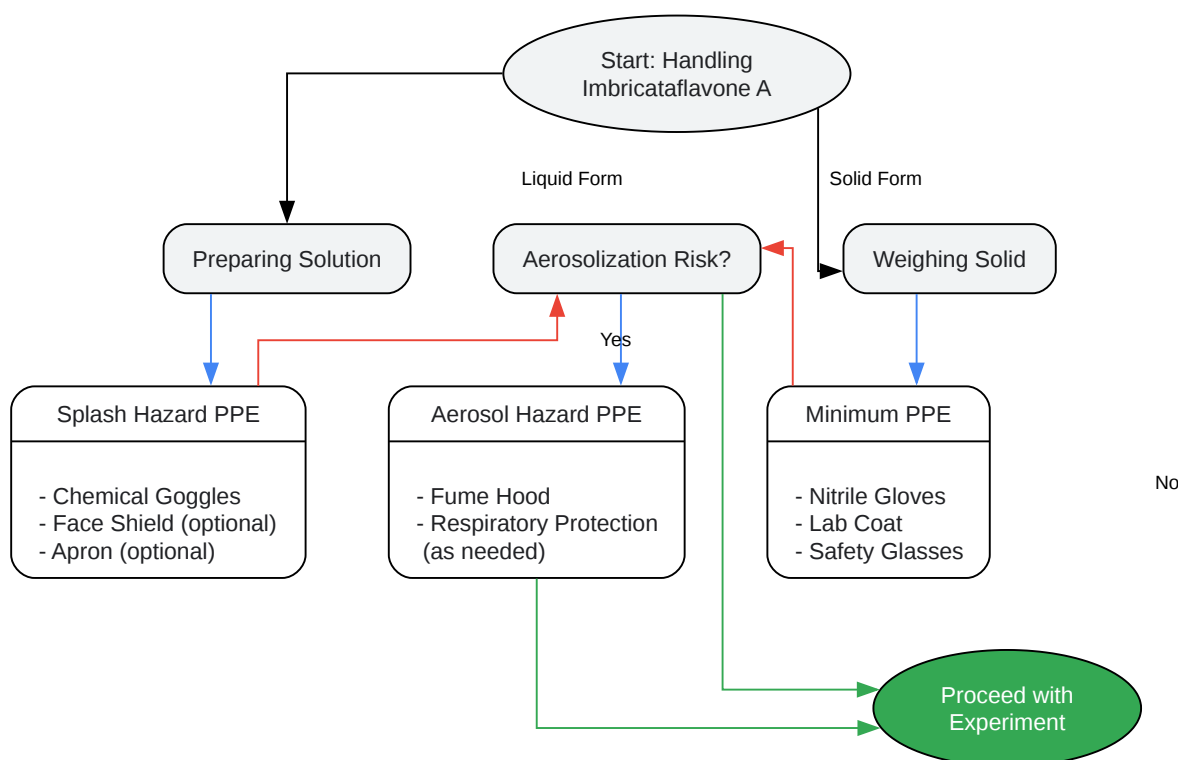 Start: Handling
Imbricataflavone A
Liquid Form
Solid Form
Preparing Solution
Aerosolization Risk?
Weighing Solid
Yes
Splash Hazard PPE
- Chemical Goggles
- Face Shield (optional)
- Apron (optional)
Aerosol Hazard PPE
- Fume Hood
- Respiratory Protection
(as needed)
Minimum PPE
- Nitrile Gloves
- Lab Coat
- Safety Glasses
No
Proceed with
Experiment